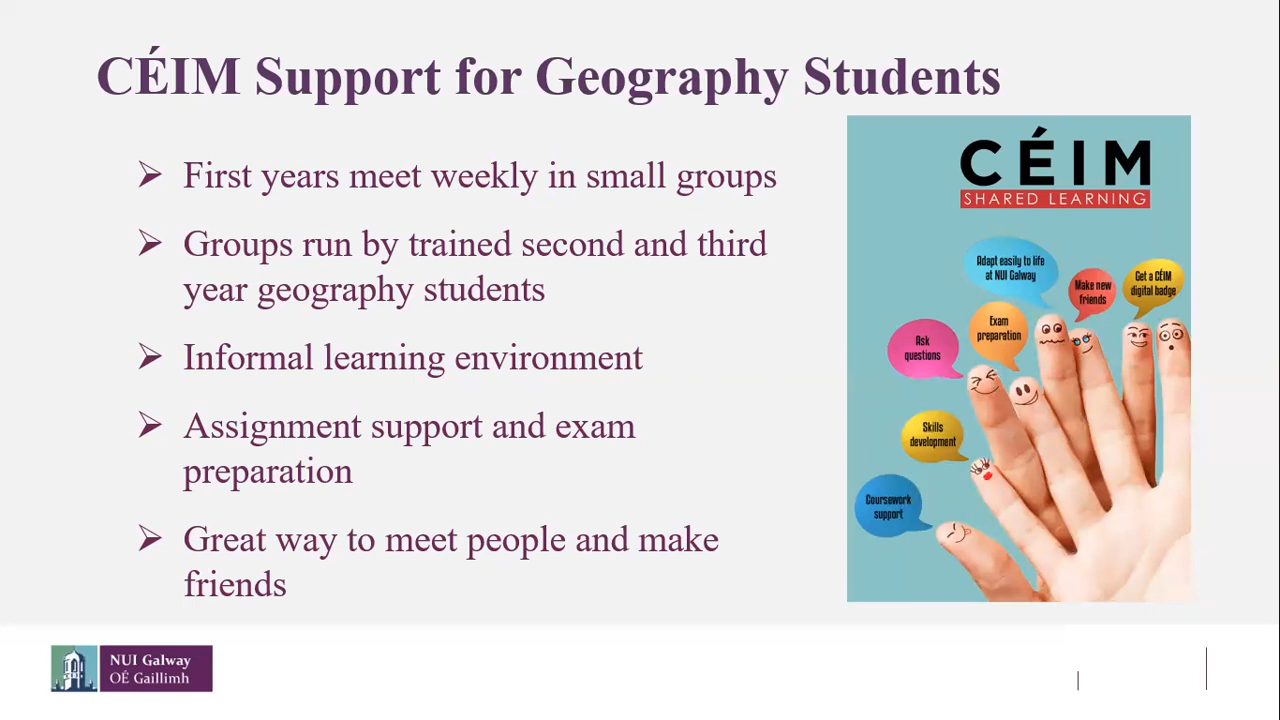 CÉIM Support for Geography Students
First years meet weekly in small groups
Groups run by trained second and third
year geography students
Informal learning environment
Assignment support and exam
preparation
Great way to meet people and make
friends
CÉIM
SHARED LEARNING
Adapt easily to life
at NUI Galway
Make new
friends
Get a CÉIM
digital badge
Exam
preparation
Ask
questions
Skills
development
Coursework
support
NUI Galway
OÉ Gaillimh